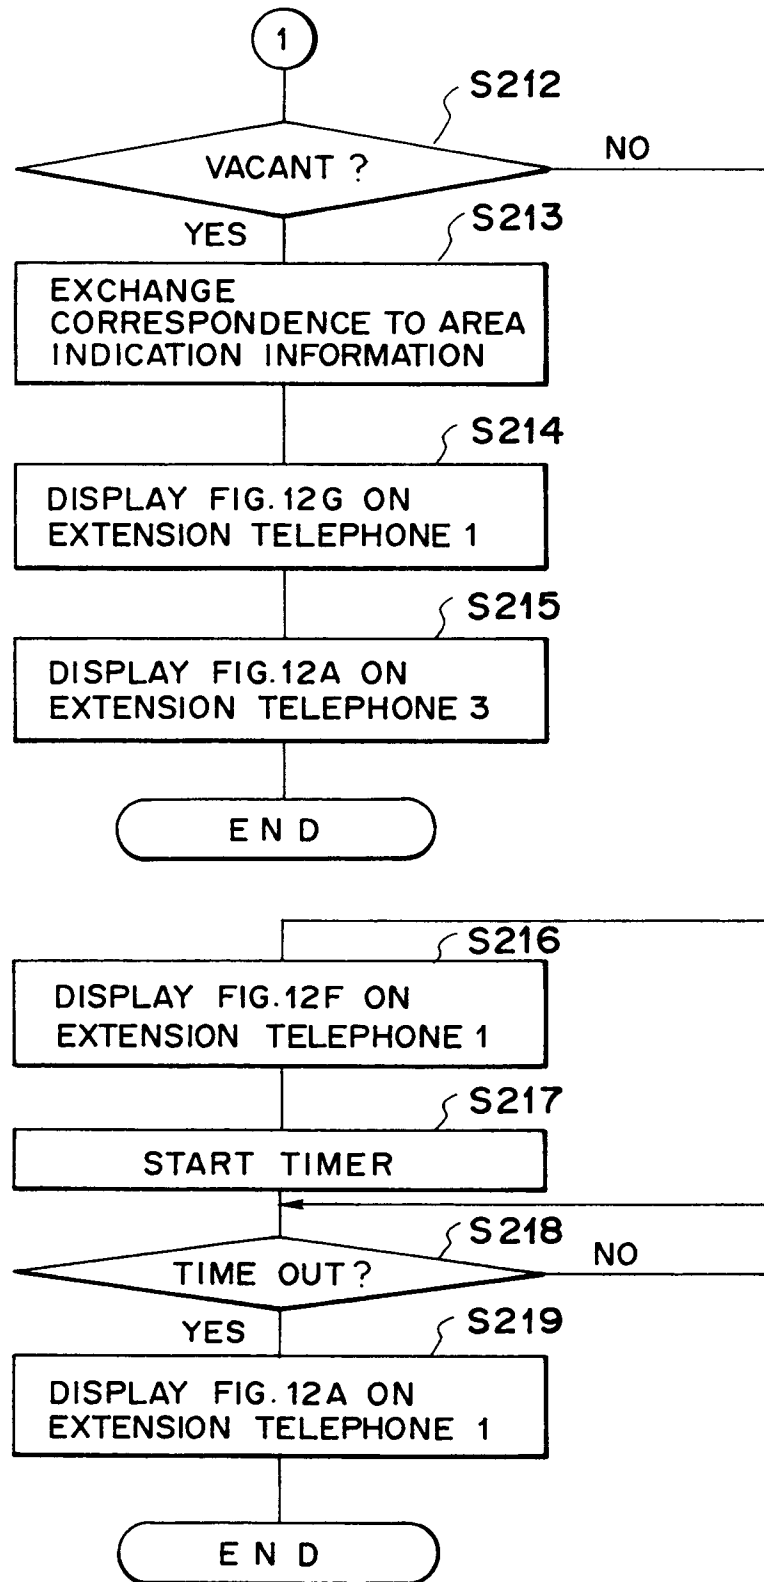 1
S212
VACANT ?
NO
YES
S213
EXCHANGE
CORRESPONDENCE TO AREA
INDICATION INFORMATION
S214
DISPLAY FIG.12G ON
EXTENSION TELEPHONE 1
S215
DISPLAY FIG.12A ON
EXTENSION TELEPHONE 3
END
S216
DISPLAY FIG.12F ON
EXTENSION TELEPHONE 1
S217
START TIMER
S218
TIME OUT ?
NO
YES
S219
DISPLAY FIG.12A ON
EXTENSION TELEPHONE 1
END